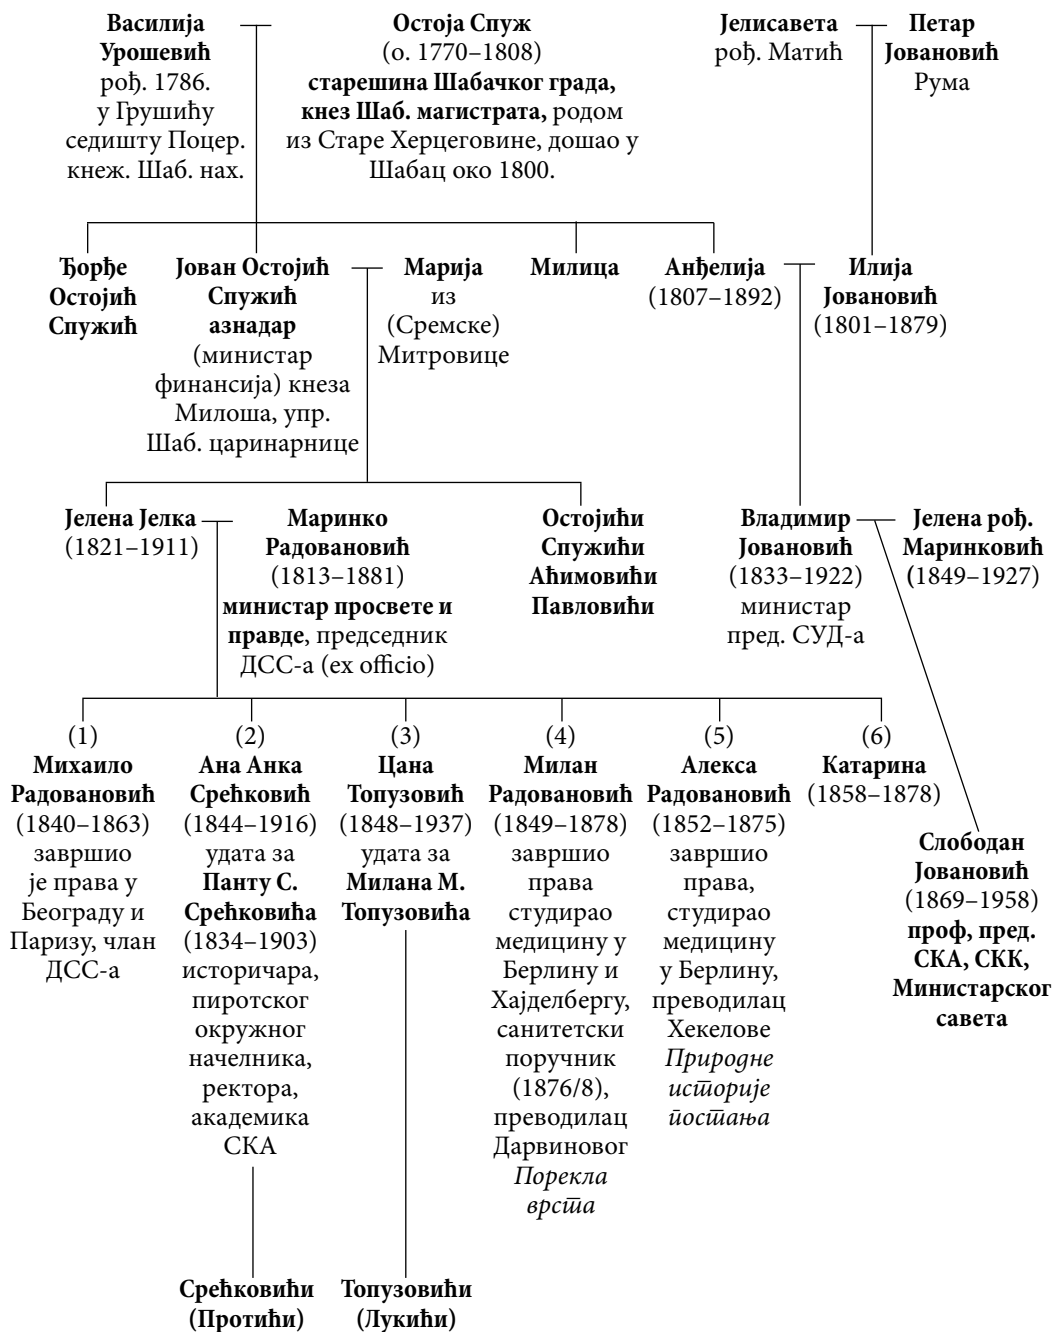 Василија
Урошевић
рођ. 1786.
у Грушићу
седишту Поцер.
кнеж. Шаб. нах.
Остоја Спуж
(о. 1770–1808)
старешина Шабачког града,
кнез Шаб. магистрата, родом
из Старе Херцеговине, дошао у
Шабац око 1800.
Јелисавета
рођ. Матић
Петар
Јовановић
Рума
Ђорђе
Остојић
Спужић
Јован Остојић
Спужић
азнадар
(министар
финансија) кнеза
Милоша, упр.
Шаб. царинарнице
Марија
из
(Сремске)
Митровице
Милица
Анђелија
(1807–1892)
Илија
Јовановић
(1801–1879)
Јелена Јелка
(1821–1911)
Маринко
Радовановић
(1813–1881)
министар просвете и
правде, председник
ДСС-а (ex officio)
Остојићи
Спужићи
Аћимовићи
Павловићи
Владимир
Јовановић
(1833–1922)
министар
пред. СУД-а
Јелена рођ.
Маринковић
(1849–1927)
(1)
Михаило
Радовановић
(1840–1863)
завршио
је права у
Београду и
Паризу, члан
ДСС-а
(2)
Ана Анка
Срећковић
(1844–1916)
удата за
Панту С.
Срећковића
(1834–1903)
историчара,
пиротског
окружног
начелника,
ректора,
академика
СКА
(3)
Цана
Топузовић
(1848–1937)
удата за
Милана М.
Топузовића
(4)
Милан
Радовановић
(1849–1878)
завршио
права
студирао
медицину у
Берлину и
Хајделбергу,
санитетски
поручник
(1876/8),
преводилац
Дарвиновог
Порекла
врста
(5)
Алекса
Радовановић
(1852–1875)
завршио
права,
студирао
медицину
у Берлину,
преводилац
Хекелове
Природне
историје
постања
(6)
Катарина
(1858–1878)
Слободан
Јовановић
(1869–1958)
проф, пред.
СКА, СКК,
Министарског
савета
Срећковићи
(Протићи)
Топузовићи
(Лукићи)